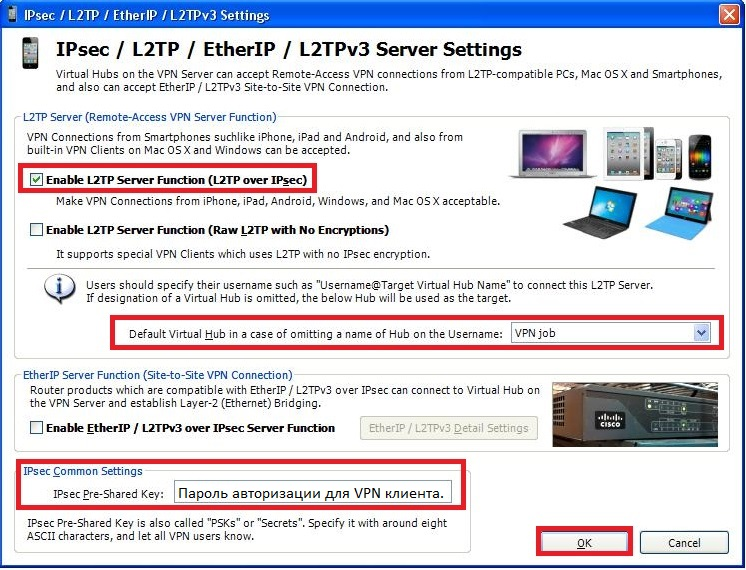 IPsec / L2TP / EtherIP / L2TPv3 Settings
IPsec / L2TP / EtherIP / L2TPv3 Server Settings
Virtual Hubs on the VPN Server can accept Remote-Access VPN connections from L2TP-compatible PCs, Mac OS X and Smartphones,
and also can accept EtherIP / L2TPv3 Site-to-Site VPN Connection.
L2TP Server (Remote-Access VPN Server Function)
VPN Connections from Smartphones suchlike iPhone, iPad and Android, and also from
built-in VPN Clients on Mac OS X and Windows can be accepted.
Enable L2TP Server Function (L2TP over IPsec)
Make VPN Connections from iPhone, iPad, Android, Windows, and Mac OS X acceptable.
Enable L2TP Server Function (Raw L2TP with No Encryptions)
It supports special VPN Clients which uses L2TP with no IPsec encryption.
Users should specify their username such as "Username@Target Virtual Hub Name" to connect this L2TP Server.
If designation of a Virtual Hub is omitted, the below Hub will be used as the target.
Default Virtual Hub in a case of omitting a name of Hub on the Username: VPN job
EtherIP Server Function (Site-to-Site VPN Connection)
Router products which are compatible with EtherIP / L2TPv3 over IPsec can connect to Virtual Hub on
the VPN Server and establish Layer-2 (Ethernet) Bridging.
Enable EtherIP / L2TPv3 over IPsec Server Function EtherIP / L2TPv3 Detail Settings
CISCO
IPsec Common Settings
IPsec Pre-Shared Key: Пароль авторизации для VPN клиента.
IPsec Pre-Shared Key is also called "PSKs" or "Secrets". Specify it with around eight
ASCII characters, and let all VPN users know.
OK Cancel